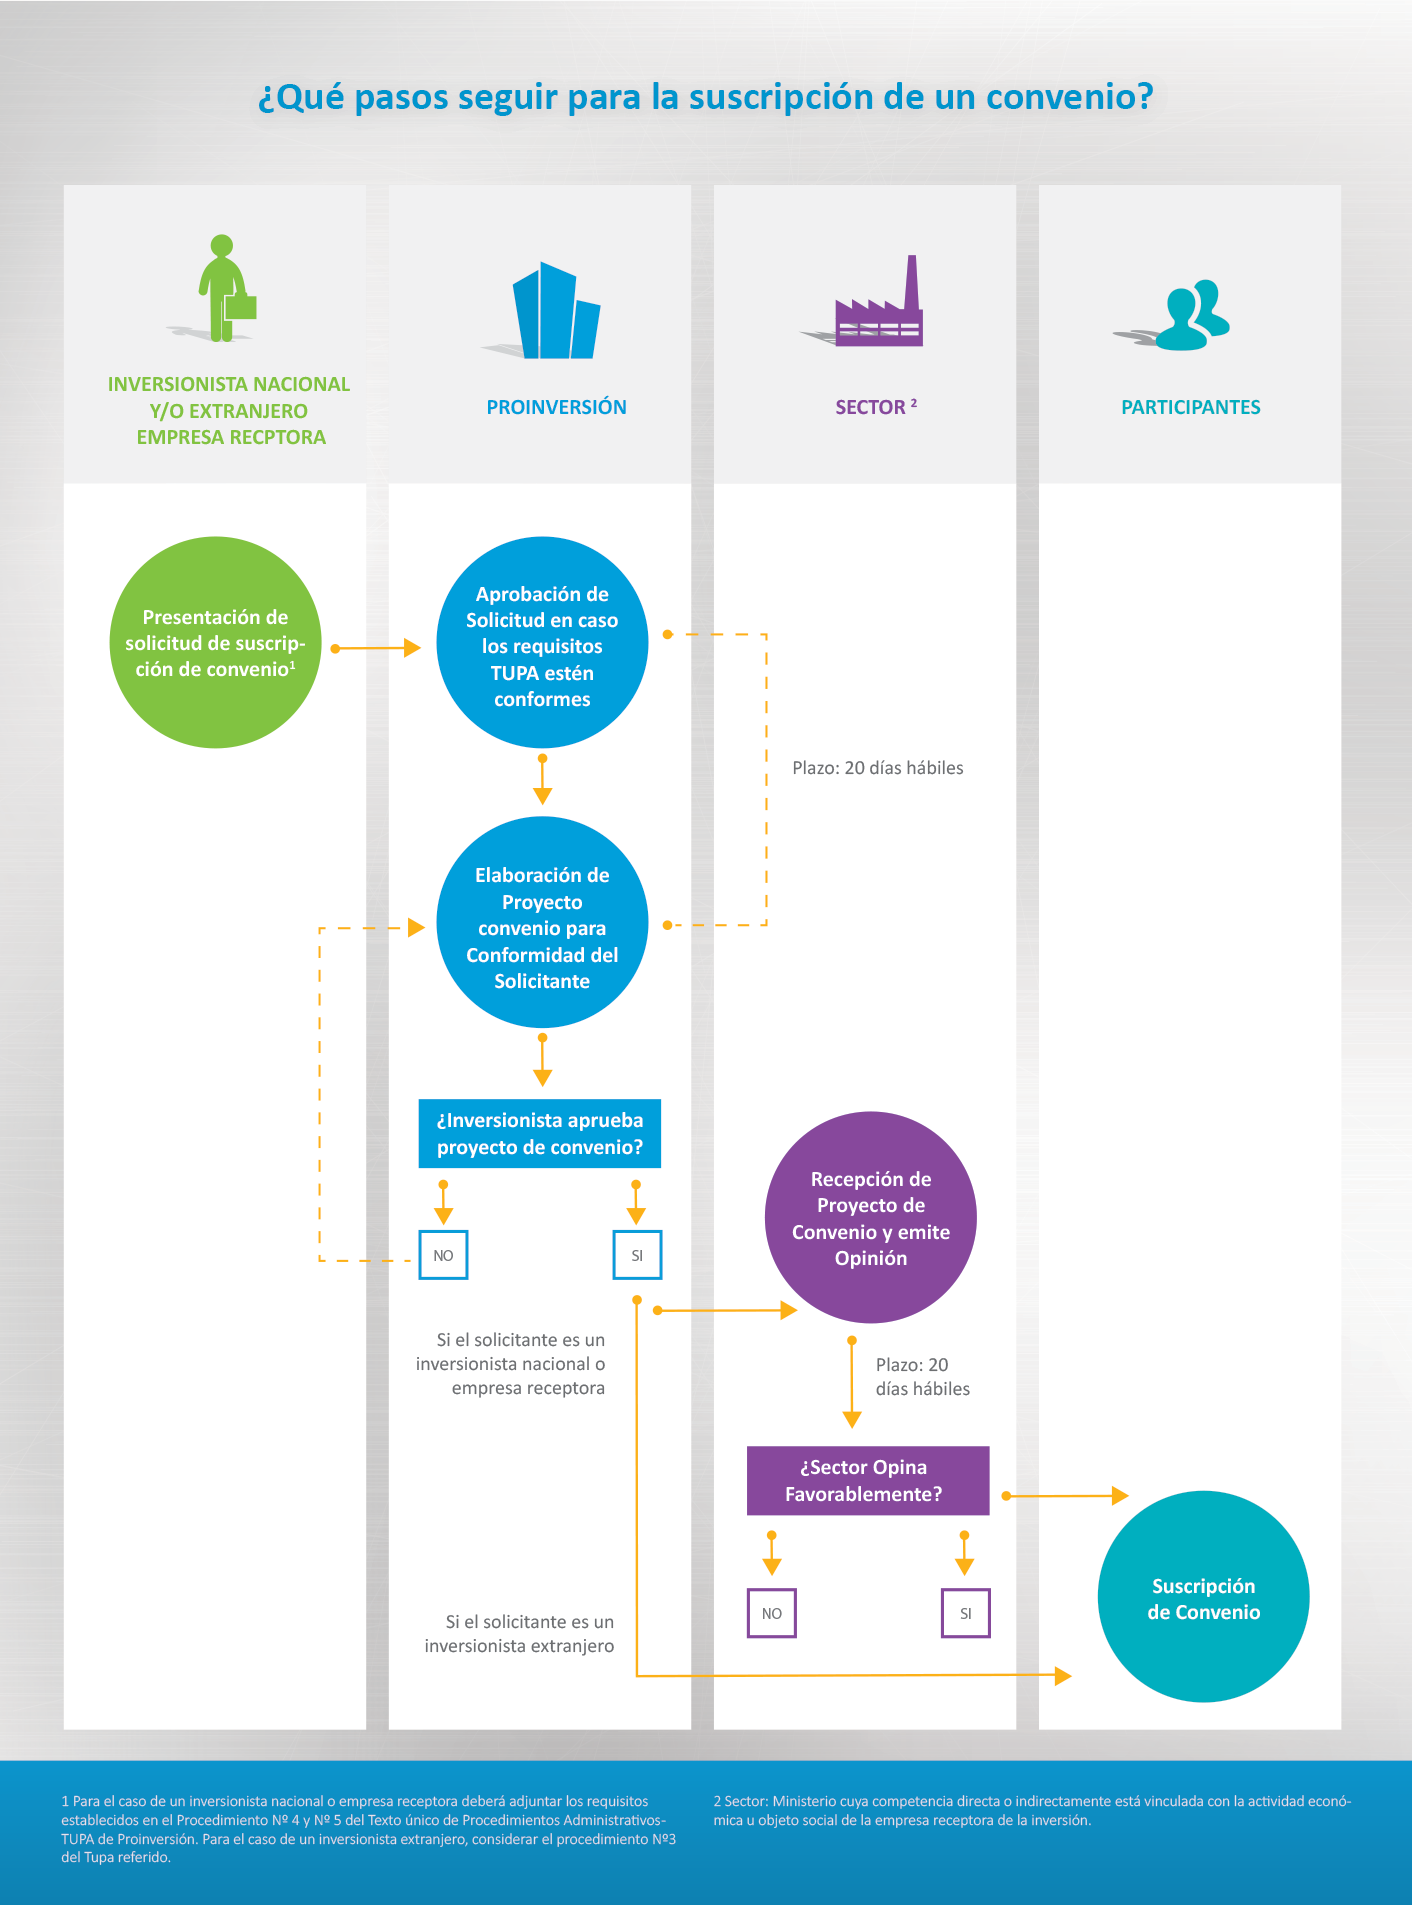 ¿Qué pasos seguir para la suscripción de un convenio?
INVERSIONISTA NACIONAL
Y/O EXTRANJERO
EMPRESA RECPTORA
PROINVERSIÓN
SECTOR ²
PARTICIPANTES
Presentación de
solicitud de suscrip-
ción de convenio¹
Aprobación de
Solicitud en caso
los requisitos
TUPA estén
conformes
Plazo: 20 días hábiles
Elaboración de
Proyecto
convenio para
Conformidad del
Solicitante
¿Inversionista aprueba
proyecto de convenio?
NO
SI
Recepción de
Proyecto de
Convenio y emite
Opinión
Si el solicitante es un
inversionista nacional o
empresa receptora
Plazo: 20
días hábiles
¿Sector Opina
Favorablemente?
NO
SI
Si el solicitante es un
inversionista extranjero
Suscripción
de Convenio
1 Para el caso de un inversionista nacional o empresa receptora deberá adjuntar los requisitos
establecidos en el Procedimiento Nº 4 y Nº 5 del Texto único de Procedimientos Administrativos-
TUPA de Proinversión. Para el caso de un inversionista extranjero, considerar el procedimiento Nº3
del Tupa referido.
2 Sector: Ministerio cuya competencia directa o indirectamente está vinculada con la actividad econó-
mica u objeto social de la empresa receptora de la inversión.